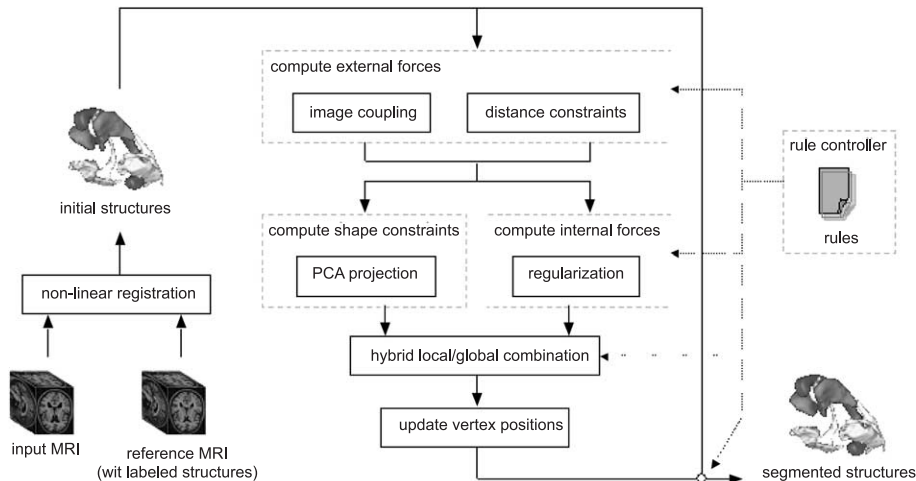 compute external forces
image coupling
distance constraints
rule controller
rules
initial structures
compute shape constraints
compute internal forces
PCA projection
regularization
non-linear registration
hybrid local/global combination
update vertex positions
input MRI
reference MRI
(wit labeled structures)
segmented structures